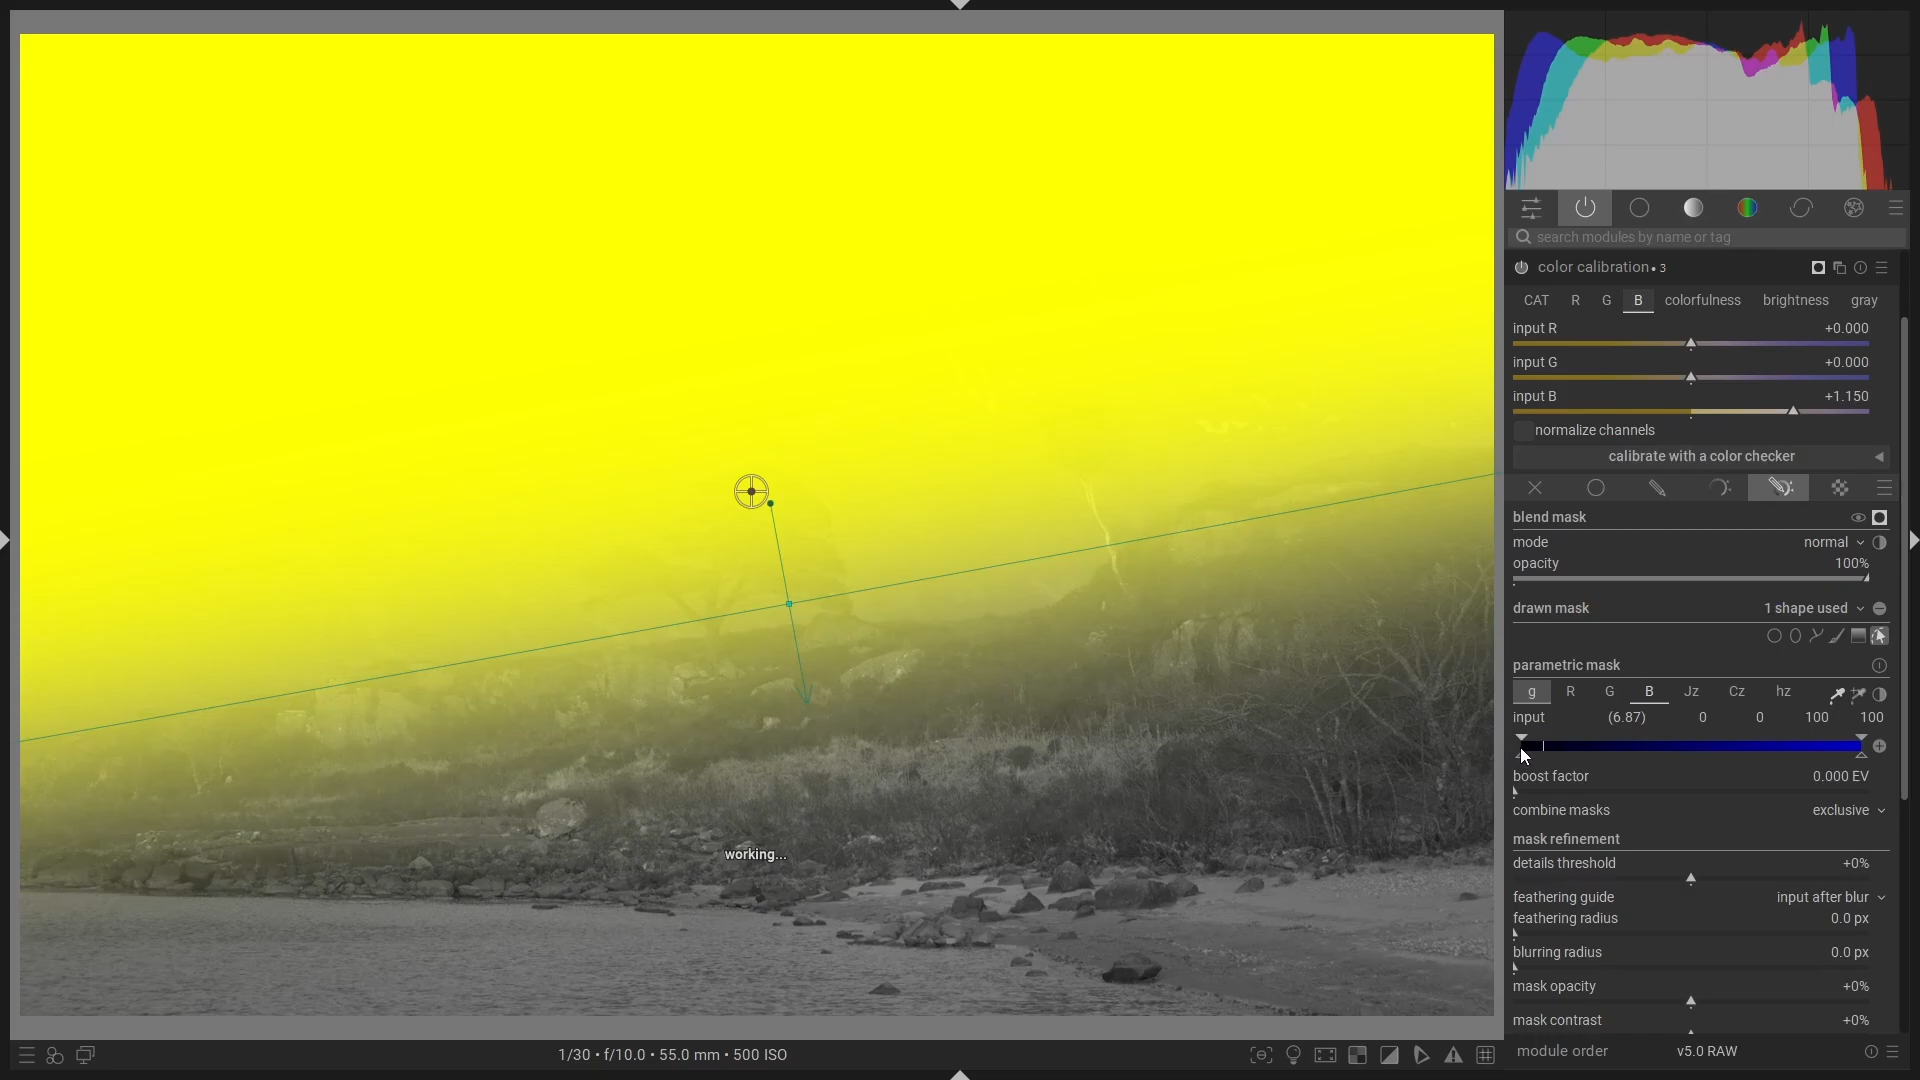 search modules by name or tag
color calibration • 3
CAT R G B colorfulness brightness gray
input R +0.000
input G +0.000
input B +1.150
normalize channels
calibrate with a color checker
blend mask
mode normal
opacity 100%
drawn mask 1 shape used
parametric mask
g R G B Jz Cz hz
input (6.87) 0 0 100 100
boost factor 0.000 EV
combine masks exclusive
mask refinement
details threshold +0%
feathering guide input after blur
feathering radius 0.0 px
blurring radius 0.0 px
mask opacity +0%
mask contrast +0%
module order v5.0 RAW
working...
1/30 • f/10.0 • 55.0 mm • 500 ISO